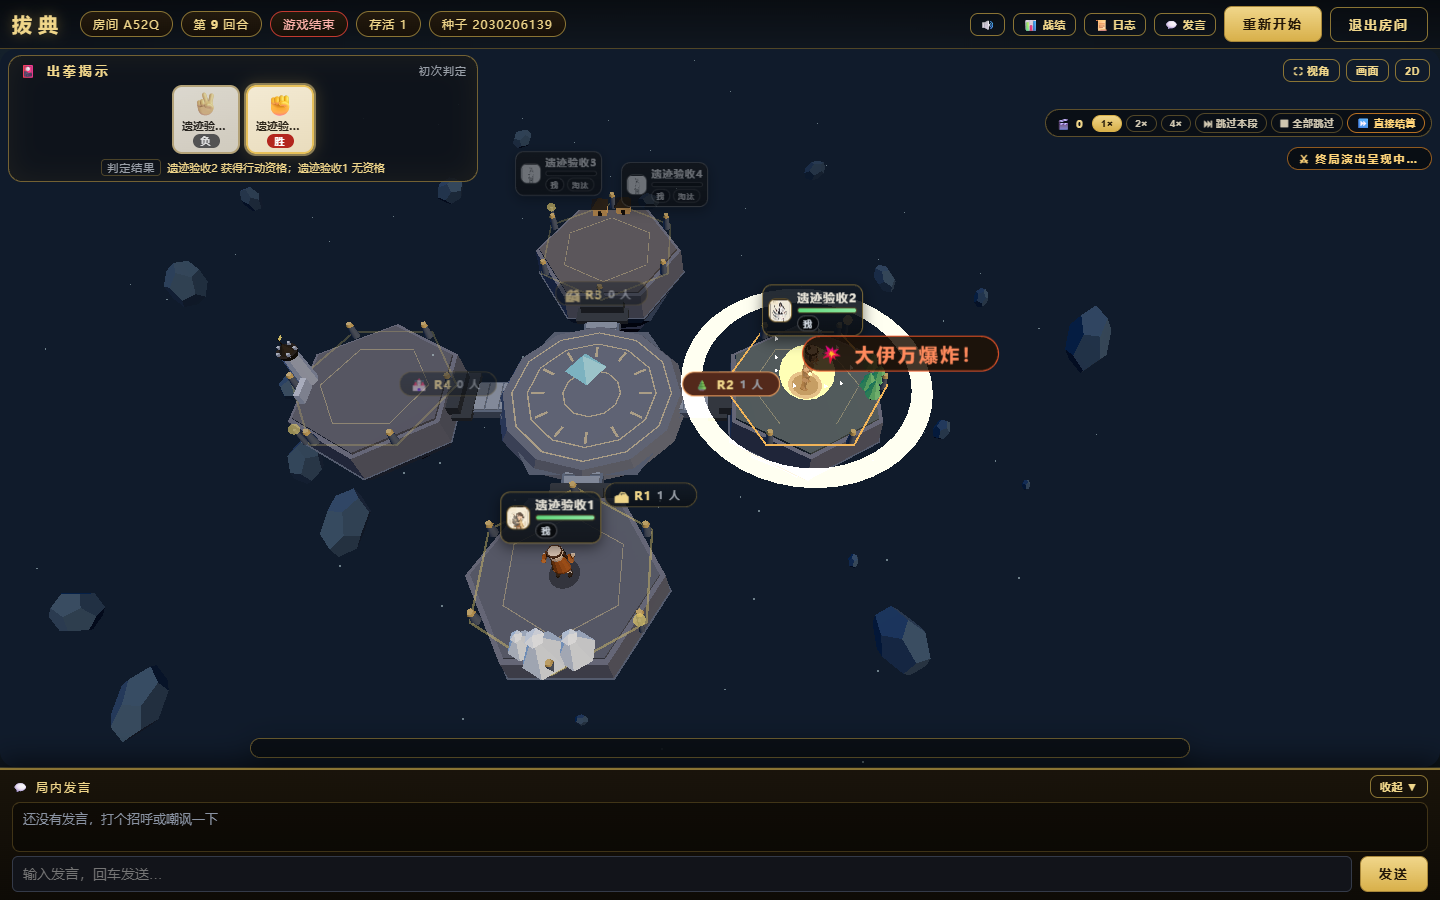 拔典
房间 A52Q
第 9 回合
游戏结束
存活 1
种子 2030206139
战绩
日志
发言
重新开始
退出房间
出拳揭示
初次判定
遗迹验...
负
遗迹验...
胜
判定结果
遗迹验收2 获得行动资格；遗迹验收1 无资格
视角
画面
2D
0
1×
2×
4×
跳过本段
全部跳过
直接结算
终局演出呈现中...
遗迹验收3
我
淘汰
遗迹验收4
我
淘汰
R3 0 人
遗迹验收2
我
大伊万爆炸！
R4 0 人
R2 1 人
R1 1 人
遗迹验收1
我
局内发言
收起 ▼
还没有发言，打个招呼或嘲讽一下
输入发言，回车发送...
发送